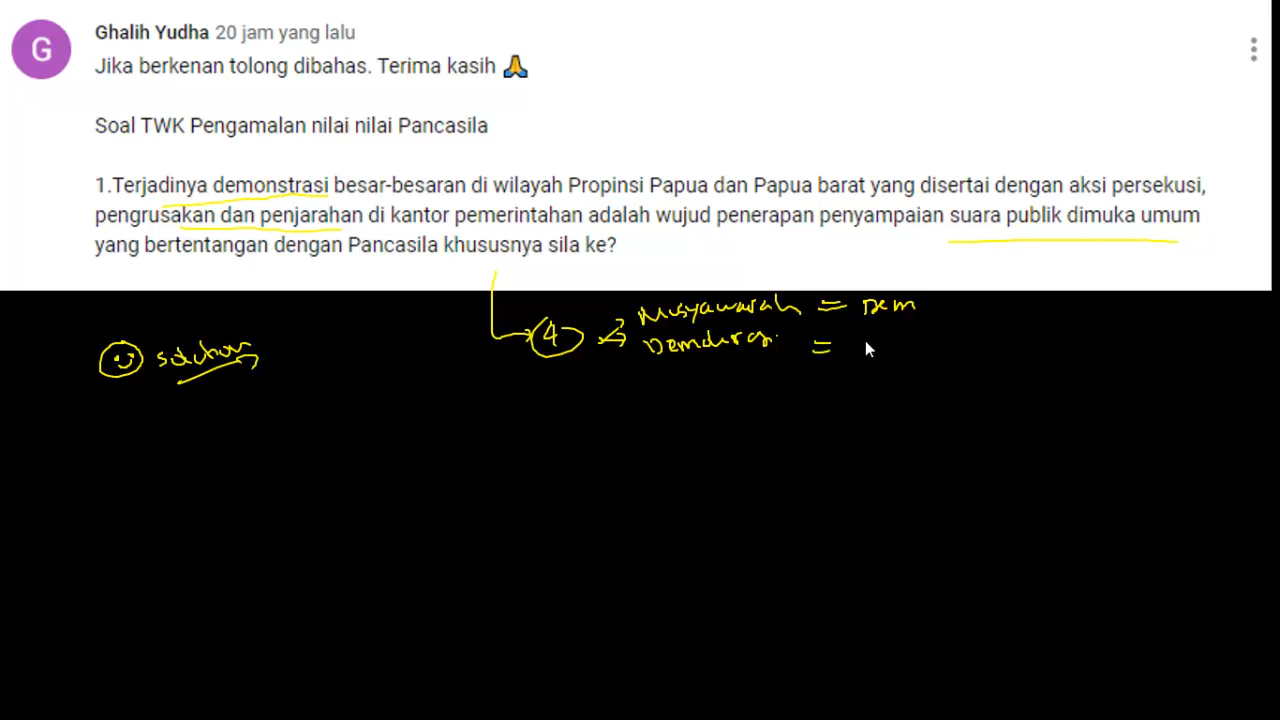 G
Ghalih Yudha 20 jam yang lalu
Jika berkenan tolong dibahas. Terima kasih 🙏
Soal TWK Pengamalan nilai nilai Pancasila
1.Terjadinya demonstrasi besar-besaran di wilayah Propinsi Papua dan Papua barat yang disertai dengan aksi persekusi,
pengrusakan dan penjarahan di kantor pemerintahan adalah wujud penerapan penyampaian suara publik dimuka umum
yang bertentangan dengan Pancasila khususnya sila ke?
4
Musyawarah = Dem
=